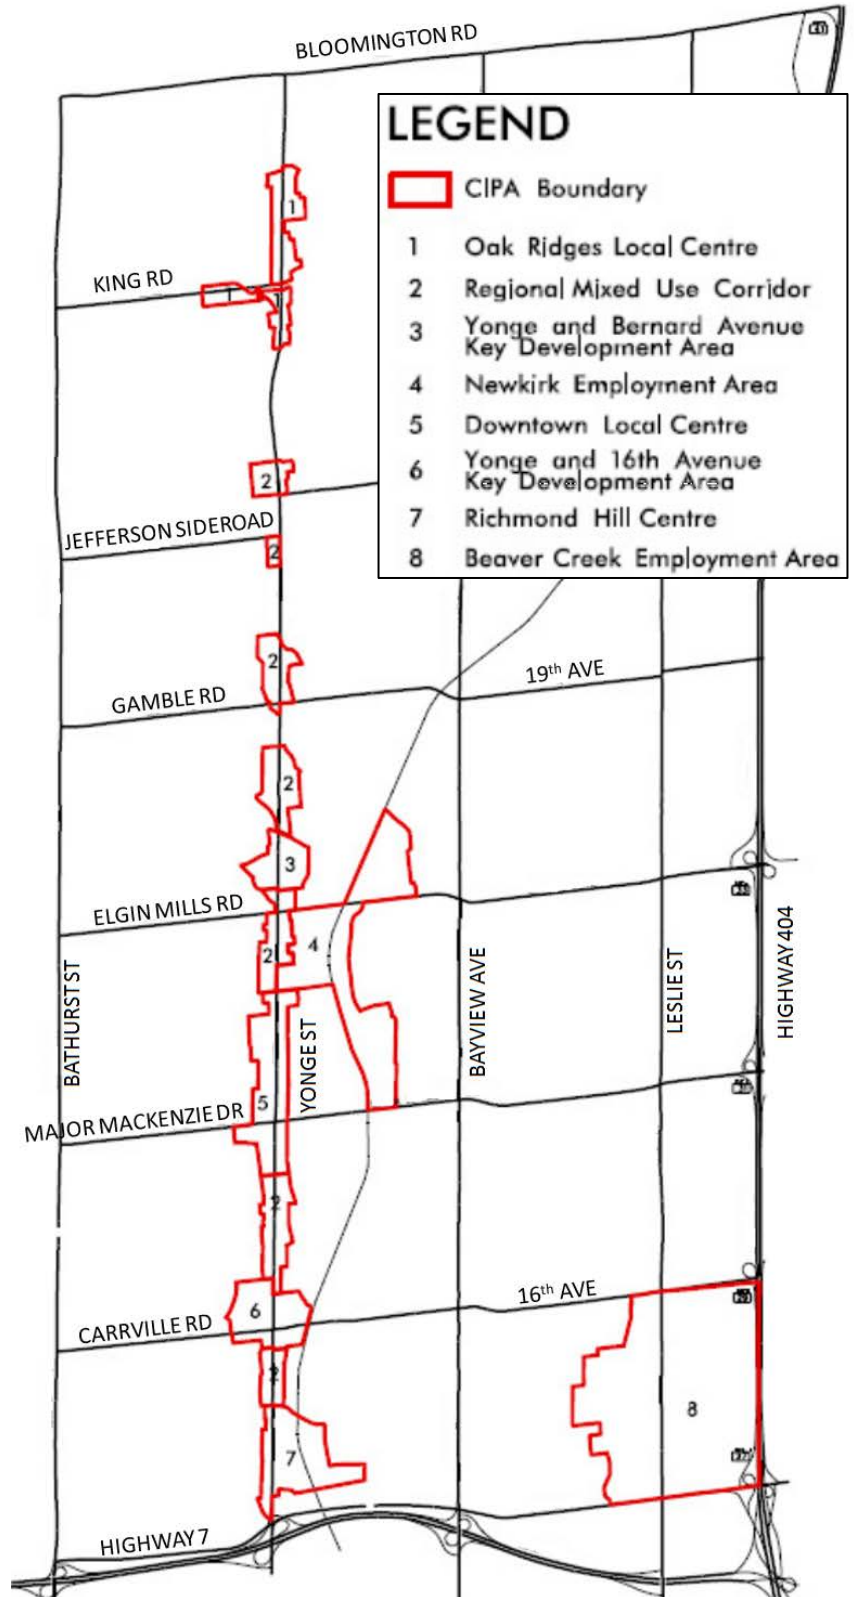 BLOOMINGTON RD
LEGEND
CIPA Boundary
1 Oak Ridges Local Centre
2 Regional Mixed Use Corridor
3 Yonge and Bernard Avenue
Key Development Area
4 Newkirk Employment Area
5 Downtown Local Centre
6 Yonge and 16th Avenue
Key Development Area
7 Richmond Hill Centre
8 Beaver Creek Employment Area
1
KING RD
1
1
2
JEFFERSON SIDEROAD
2
2
19th AVE
GAMBLE RD
2
3
ELGIN MILLS RD
4
2
BATHURST ST
YONGE ST
BAYVIEW AVE
LESLIE ST
HIGHWAY 404
5
MAJOR MACKENZIE DR
2
16th AVE
6
CARRVILLE RD
2
8
7
HIGHWAY 7